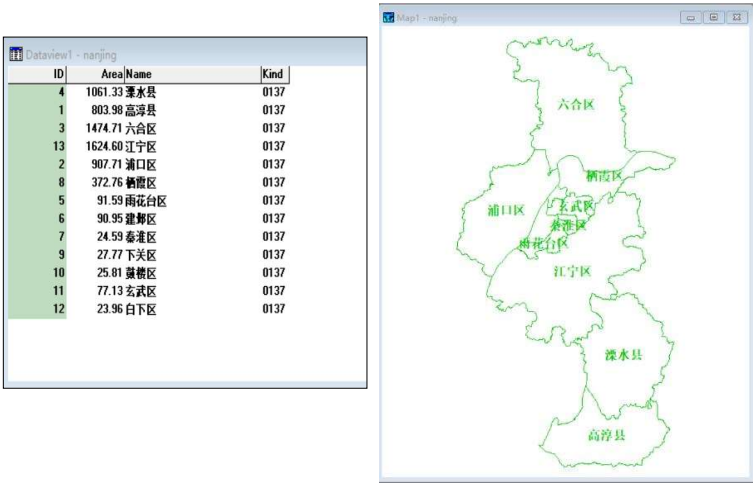 Dataview1 - nanjing
ID Area Name Kind
4 1061.33 溧水县 0137
1 803.98 高淳县 0137
3 1474.71 六合区 0137
13 1624.60 江宁区 0137
2 907.71 浦口区 0137
8 372.76 栖霞区 0137
5 91.59 雨花台区 0137
6 90.95 建邺区 0137
7 24.59 秦淮区 0137
9 27.77 下关区 0137
10 25.81 鼓楼区 0137
11 77.13 玄武区 0137
12 23.96 白下区 0137
Map1 - nanjing
六合区
栖霞区
浦口区
玄武区
秦淮区
雨花台区
江宁区
溧水县
高淳县